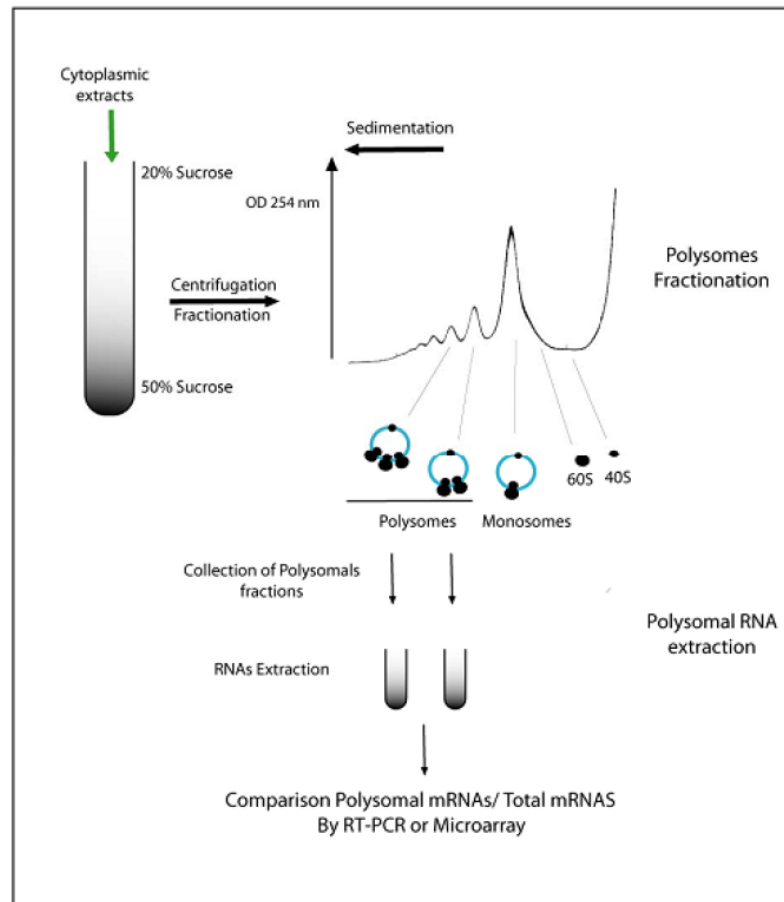 Cytoplasmic
extracts
20% Sucrose
50% Sucrose
Centrifugation
Fractionation
Sedimentation
OD 254 nm
Polysomes
Fractionation
60S
40S
Polysomes
Monosomes
Collection of Polysomals
fractions
RNAs Extraction
Polysomal RNA
extraction
Comparison Polysomal mRNAs/ Total mRNAS
By RT-PCR or Microarray